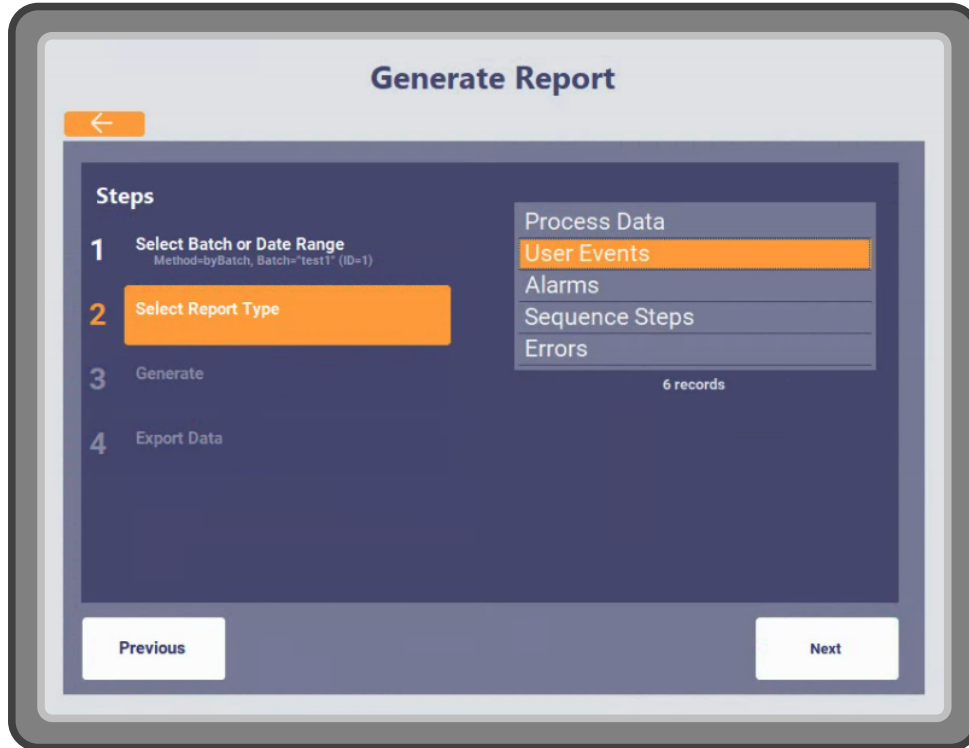 Generate Report
Steps
1 Select Batch or Date Range
Method=byBatch, Batch="test1" (ID=1)
2 Select Report Type
3 Generate
4 Export Data
Process Data
User Events
Alarms
Sequence Steps
Errors
6 records
Previous
Next